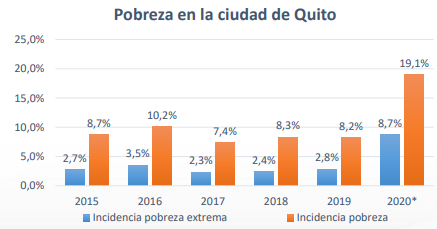 Pobreza en la ciudad de Quito
25,0%
20,0%
15,0%
10,0%
5,0%
0,0%
2,7% 8,7% 3,5% 10,2% 2,3% 7,4% 2,4% 8,3% 2,8% 8,2% 8,7% 19,1%
2015 2016 2017 2018 2019 2020*
Incidencia pobreza extrema Incidencia pobreza